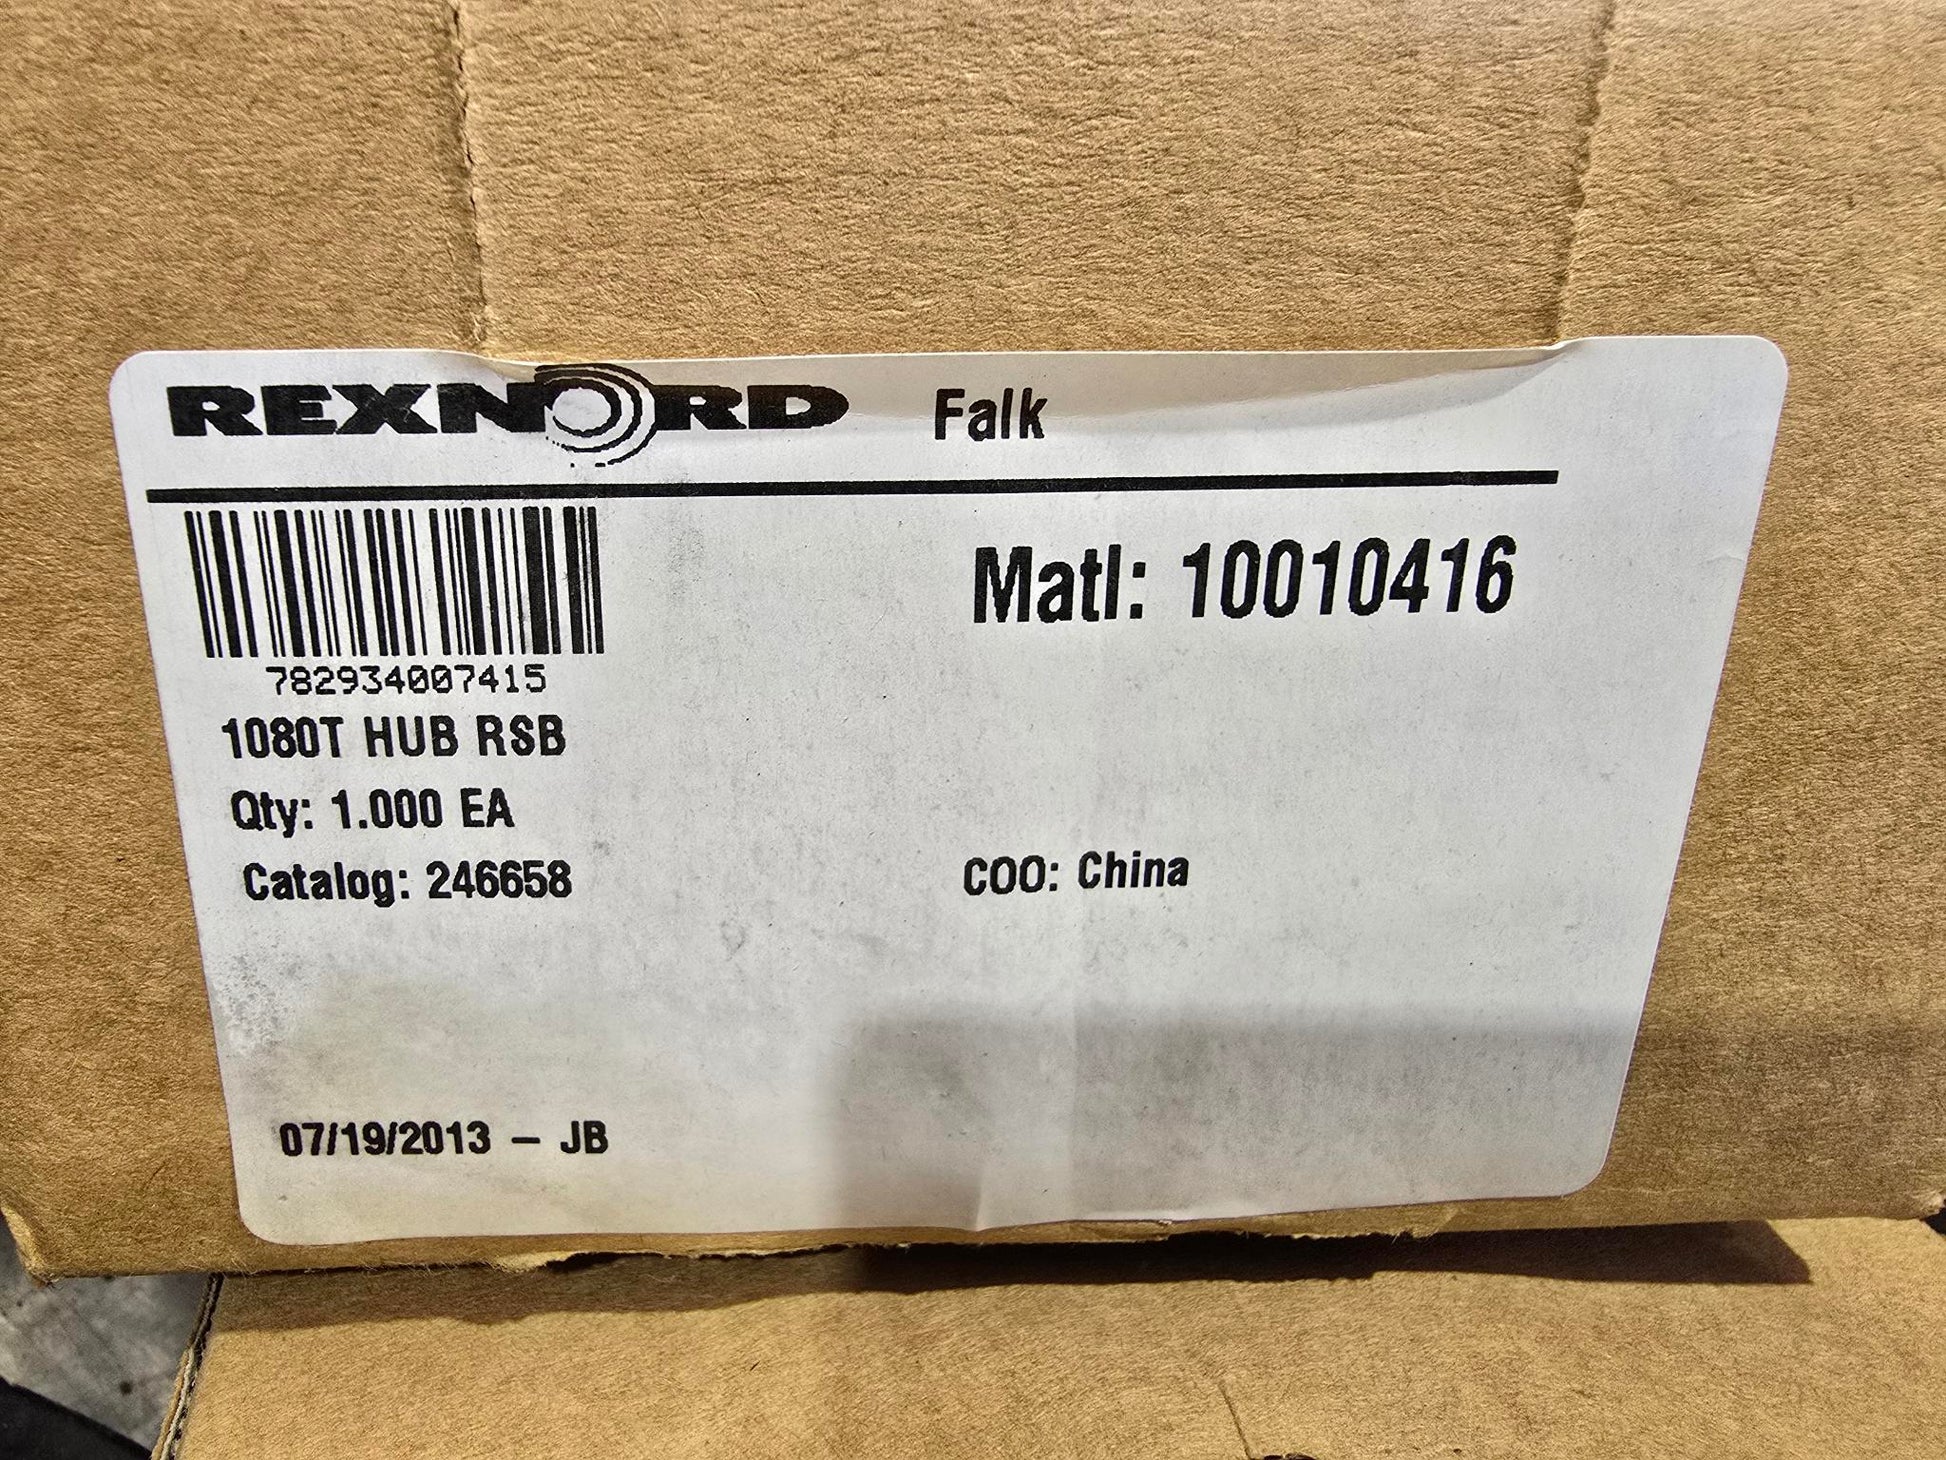 REXNORD Falk
Matl: 10010416
782934007415
1080T HUB RSB
Qty: 1.000 EA
Catalog: 246658
COO: China
07/19/2013 – JB